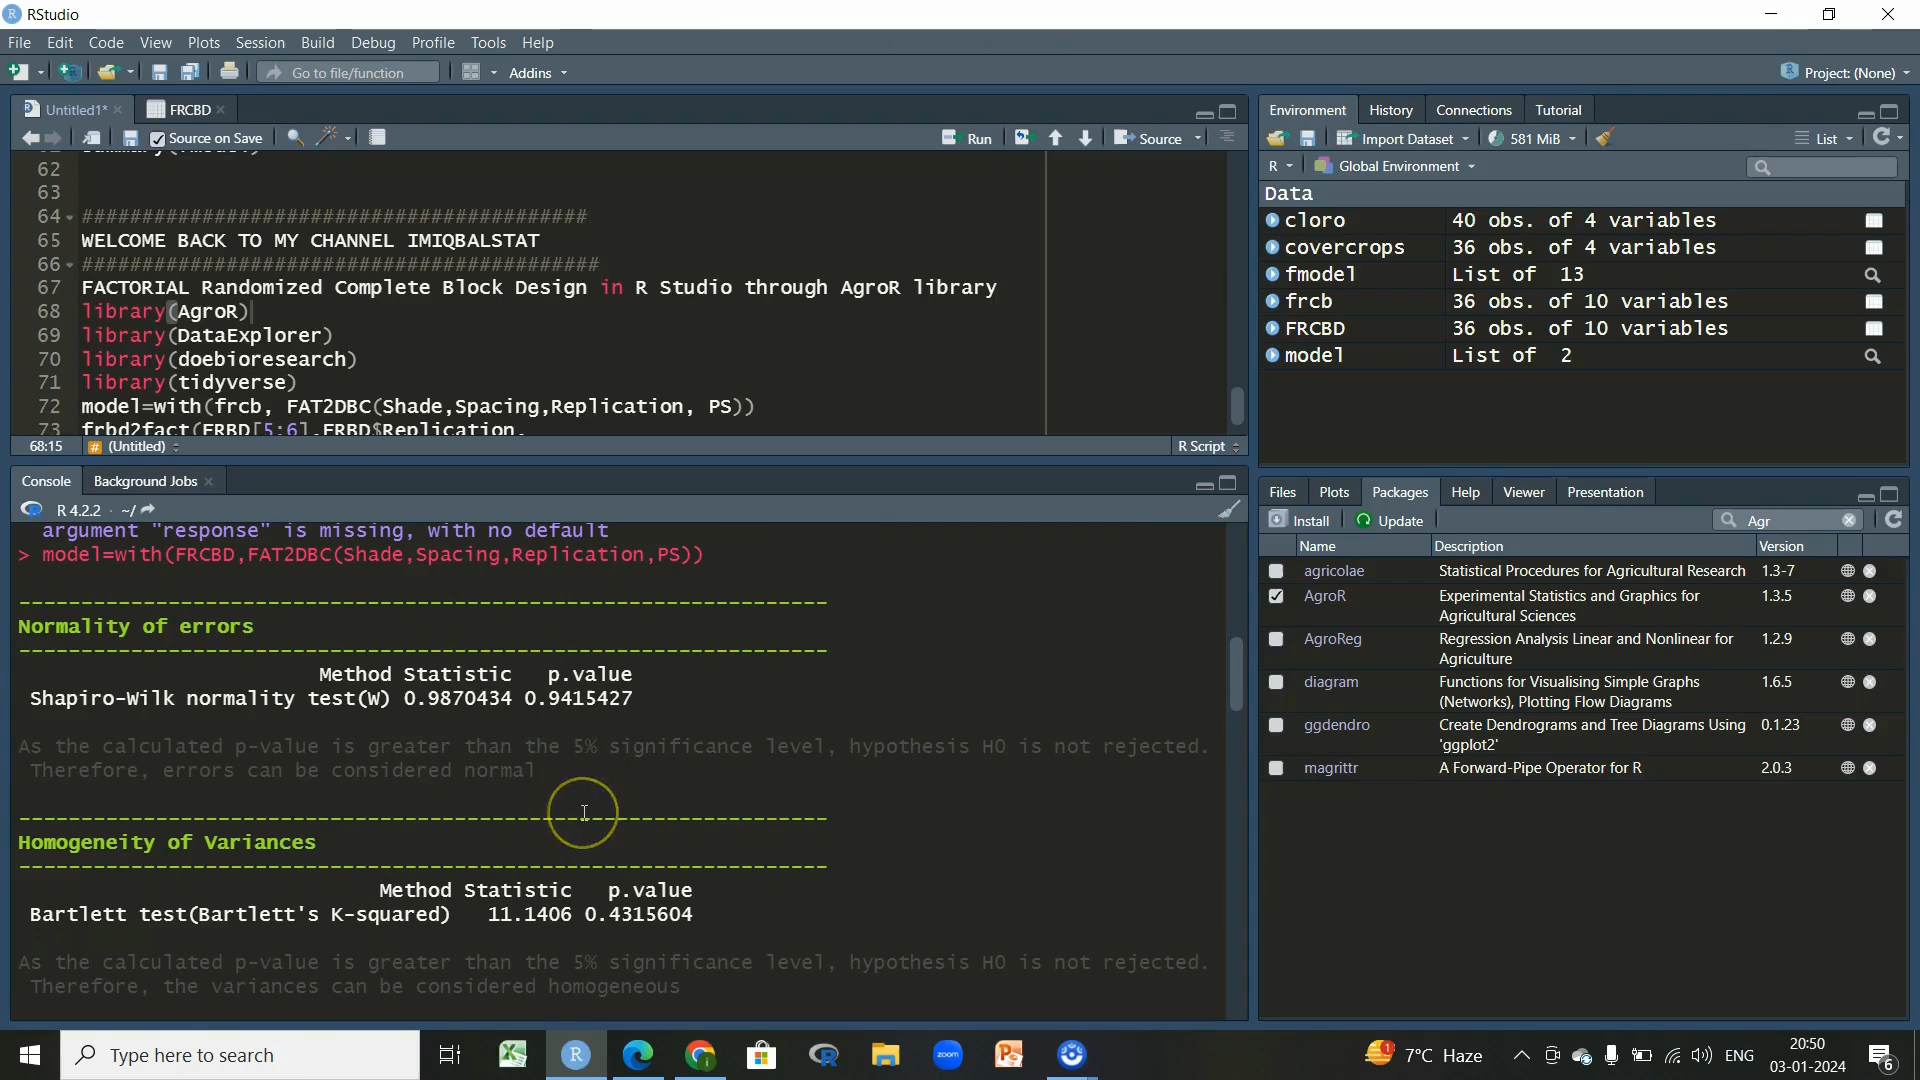 RStudio
File Edit Code View Plots Session Build Debug Profile Tools Help
Go to file/function Addins Project: (None)
Untitled1* FRCBD
Source on Save Run Source
62
63
64 ##########################################
65 WELCOME BACK TO MY CHANNEL IMIQBALSTAT
66 ###########################################
67 FACTORIAL Randomized Complete Block Design in R Studio through AgroR library
68 library(AgroR)
69 library(DataExplorer)
70 library(doebioresearch)
71 library(tidyverse)
72 model=with(frcb, FAT2DBC(Shade,Spacing,Replication, PS))
73 frbd2fact(FRBD[5:6],FRBD$Replication,
68:15 # (Untitled) R Script
Console Background Jobs
R 4.2.2 · ~/
argument "response" is missing, with no default
> model=with(FRCBD,FAT2DBC(Shade,Spacing,Replication,PS))
-----------------------------------------------------------------
Normality of errors
-----------------------------------------------------------------
Method Statistic p.value
Shapiro-Wilk normality test(W) 0.9870434 0.9415427
As the calculated p-value is greater than the 5% significance level, hypothesis H0 is not rejected.
Therefore, errors can be considered normal
-----------------------------------------------------------------
Homogeneity of Variances
-----------------------------------------------------------------
Method Statistic p.value
Bartlett test(Bartlett's K-squared) 11.1406 0.4315604
As the calculated p-value is greater than the 5% significance level, hypothesis H0 is not rejected.
Therefore, the variances can be considered homogeneous
Environment History Connections Tutorial
Import Dataset 581 MiB List
R Global Environment
Data
cloro 40 obs. of 4 variables
covercrops 36 obs. of 4 variables
fmodel List of 13
frcb 36 obs. of 10 variables
FRCBD 36 obs. of 10 variables
model List of 2
Files Plots Packages Help Viewer Presentation
Install Update Agr
Name Description Version
agricolae Statistical Procedures for Agricultural Research 1.3-7
AgroR Experimental Statistics and Graphics for 1.3.5
Agricultural Sciences
AgroReg Regression Analysis Linear and Nonlinear for 1.2.9
Agriculture
diagram Functions for Visualising Simple Graphs 1.6.5
(Networks), Plotting Flow Diagrams
ggdendro Create Dendrograms and Tree Diagrams Using 0.1.23
'ggplot2'
magrittr A Forward-Pipe Operator for R 2.0.3
Type here to search
zoom
7°C Haze ENG
20:50
03-01-2024
6